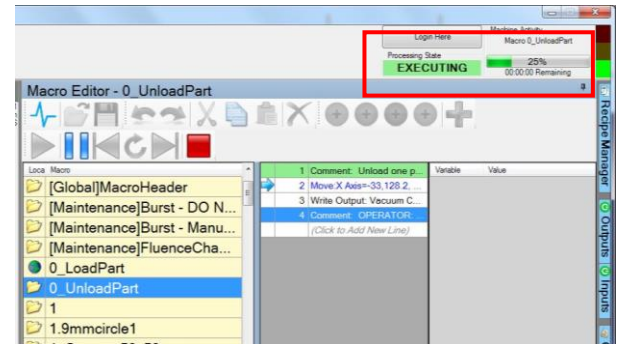 Login Here
Machine Activity
Macro 0_UnloadPart
Processing State
EXECUTING
25%
00:00:00 Remaining
Macro Editor - 0_UnloadPart
Loca Macro
[Global]MacroHeader
[Maintenance]Burst - DO N...
[Maintenance]Burst - Manu...
[Maintenance]FluenceCha...
0_LoadPart
0_UnloadPart
1
1.9mmcircle1
1 Comment: Unload one p...
2 Move:X Axis=-33,128.2, ...
3 Write Output: Vacuum C...
4 Comment: OPERATOR: ...
(Click to Add New Line)
Variable Value
Recipe Manager
Outputs
Inputs